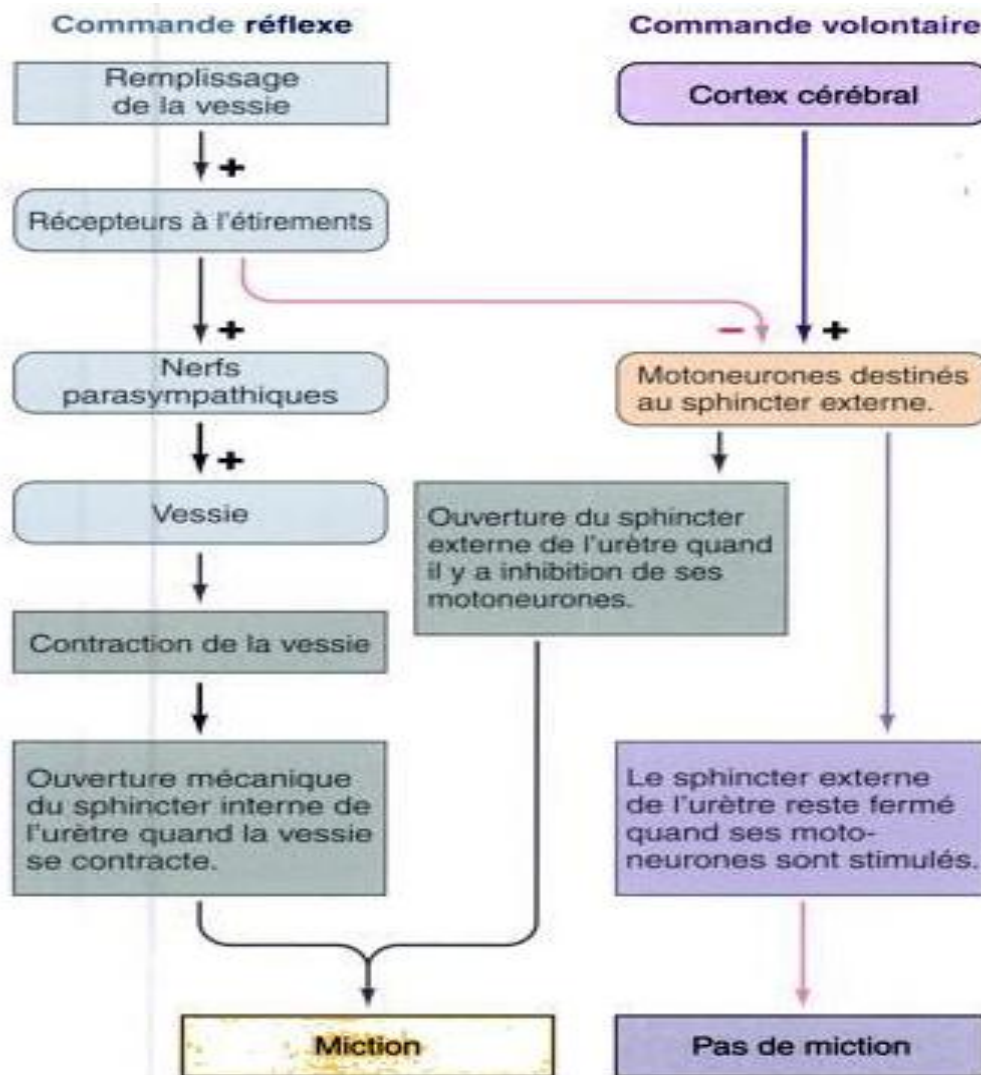 Commande réflexe
Remplissage
de la vessie
+
Récepteurs à l'étirements
+
Nerfs
parasympathiques
+
Vessie
Contraction de la vessie
Ouverture mécanique
du sphincter interne de
l'urètre quand la vessie
se contracte.
Commande volontaire
Cortex cérébral
− +
Motoneurones destinés
au sphincter externe.
Ouverture du sphincter
externe de l'urètre quand
il y a inhibition de ses
motoneurones.
Le sphincter externe
de l'urètre reste fermé
quand ses moto-
neurones sont stimulés.
Miction
Pas de miction